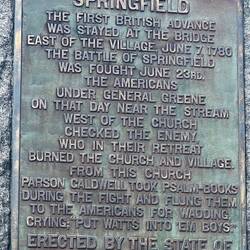 SPRINGFIELD
THE FIRST BRITISH ADVANCE
WAS STAYED AT THE BRIDGE
EAST OF THE VILLAGE JUNE 7, 1780
THE BATTLE OF SPRINGFIELD
WAS FOUGHT JUNE 23RD.
THE AMERICANS
UNDER GENERAL GREENE
ON THAT DAY NEAR THE STREAM
WEST OF THE CHURCH
CHECKED THE ENEMY
WHO IN THEIR RETREAT
BURNED THE CHURCH AND VILLAGE.
FROM THIS CHURCH
PARSON CALDWELL TOOK PSALM-BOOKS
DURING THE FIGHT AND FLUNG THEM
TO THE AMERICANS FOR WADDING
CRYING: "PUT WATTS INTO 'EM BOYS"
ERECTED BY THE STATE OF